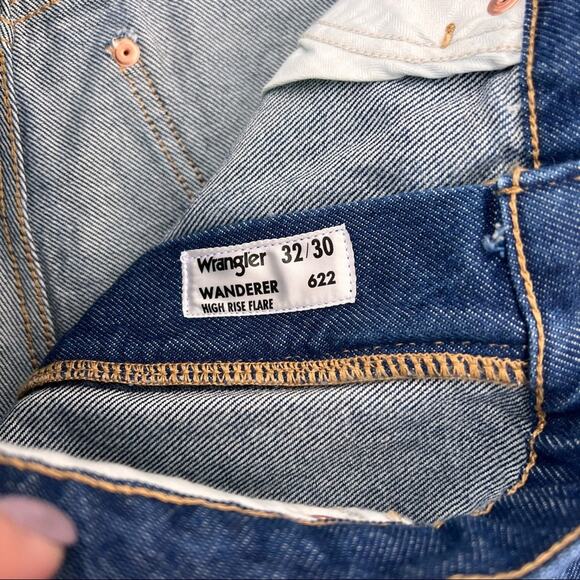 Wrangler 32/30
WANDERER 622
HIGH RISE FLARE